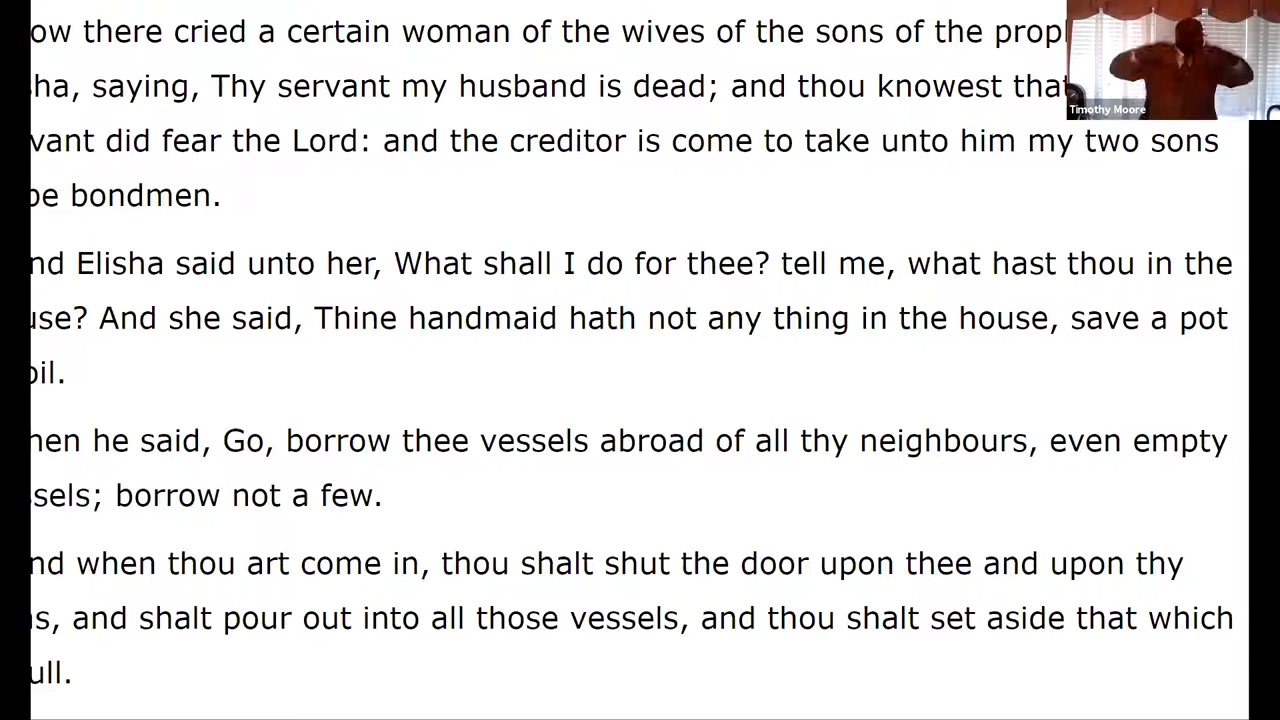 ow there cried a certain woman of the wives of the sons of the prop
ha, saying, Thy servant my husband is dead; and thou knowest that
vant did fear the Lord: and the creditor is come to take unto him my two sons
be bondmen.
nd Elisha said unto her, What shall I do for thee? tell me, what hast thou in the
use? And she said, Thine handmaid hath not any thing in the house, save a pot
oil.
hen he said, Go, borrow thee vessels abroad of all thy neighbours, even empty
ssels; borrow not a few.
nd when thou art come in, thou shalt shut the door upon thee and upon thy
ns, and shalt pour out into all those vessels, and thou shalt set aside that which
ull.
Timothy Moore